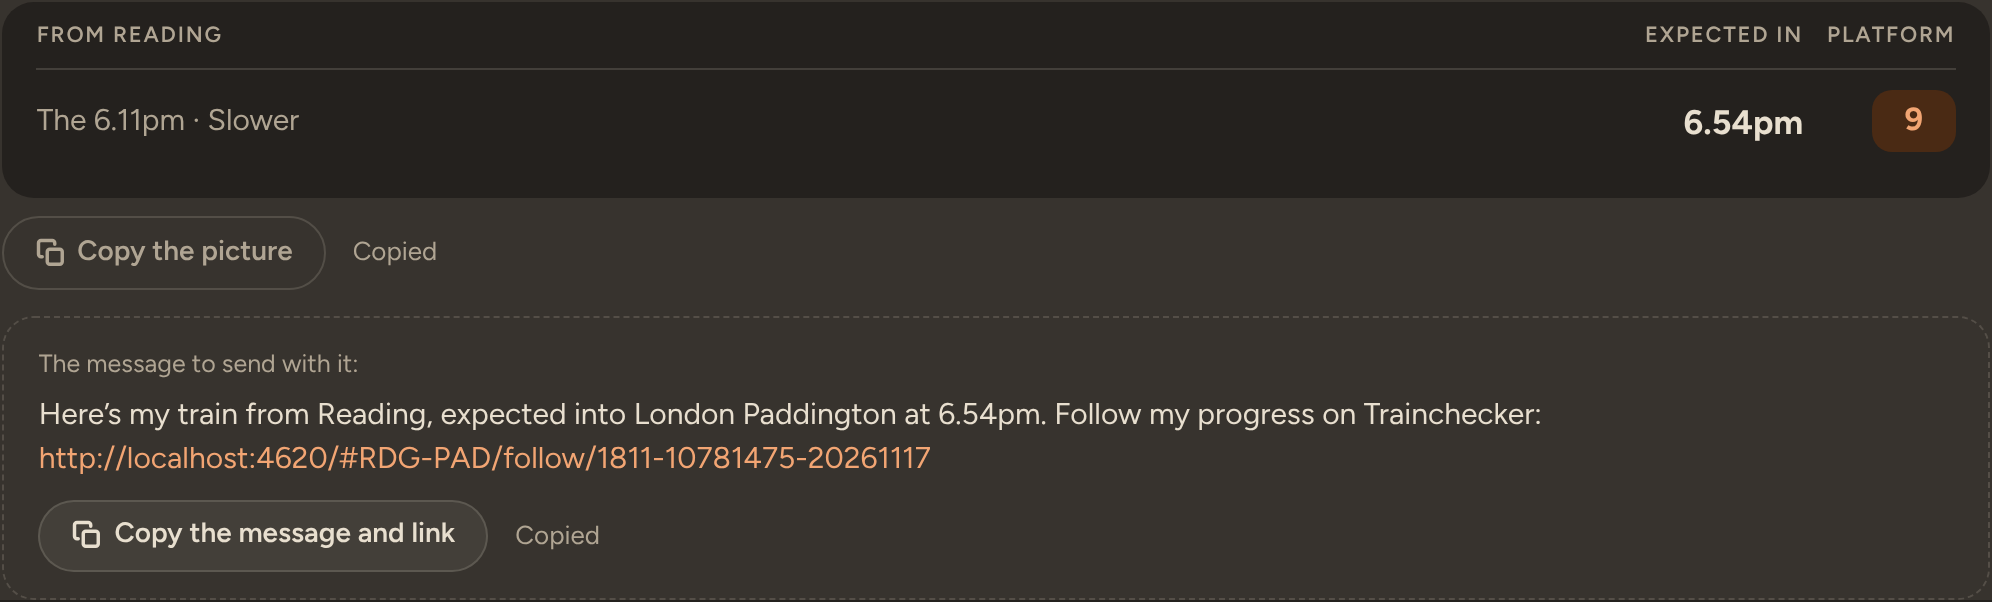 FROM READING EXPECTED IN PLATFORM
The 6.11pm · Slower 6.54pm 9
Copy the picture Copied
The message to send with it:
Here’s my train from Reading, expected into London Paddington at 6.54pm. Follow my progress on Trainchecker:
http://localhost:4620/#RDG-PAD/follow/1811-10781475-20261117
Copy the message and link Copied